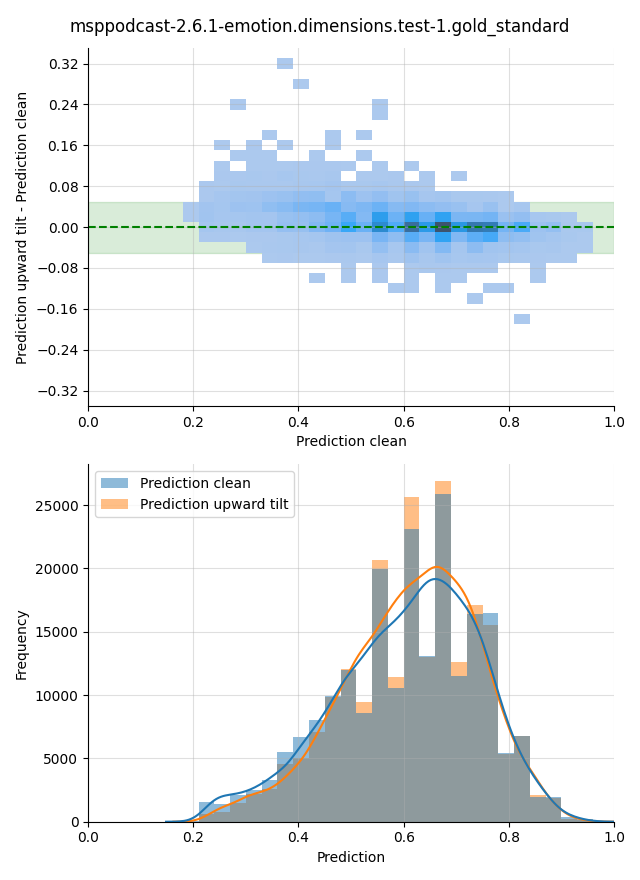 msppodcast-2.6.1-emotion.dimensions.test-1.gold_standard
Prediction upward tilt - Prediction clean
0.32
0.24
0.16
0.08
0.00
−0.08
−0.16
−0.24
−0.32
0.0 0.2 0.4 0.6 0.8 1.0
Prediction clean
Prediction clean
Prediction upward tilt
Frequency
25000
20000
15000
10000
5000
0
0.0 0.2 0.4 0.6 0.8 1.0
Prediction